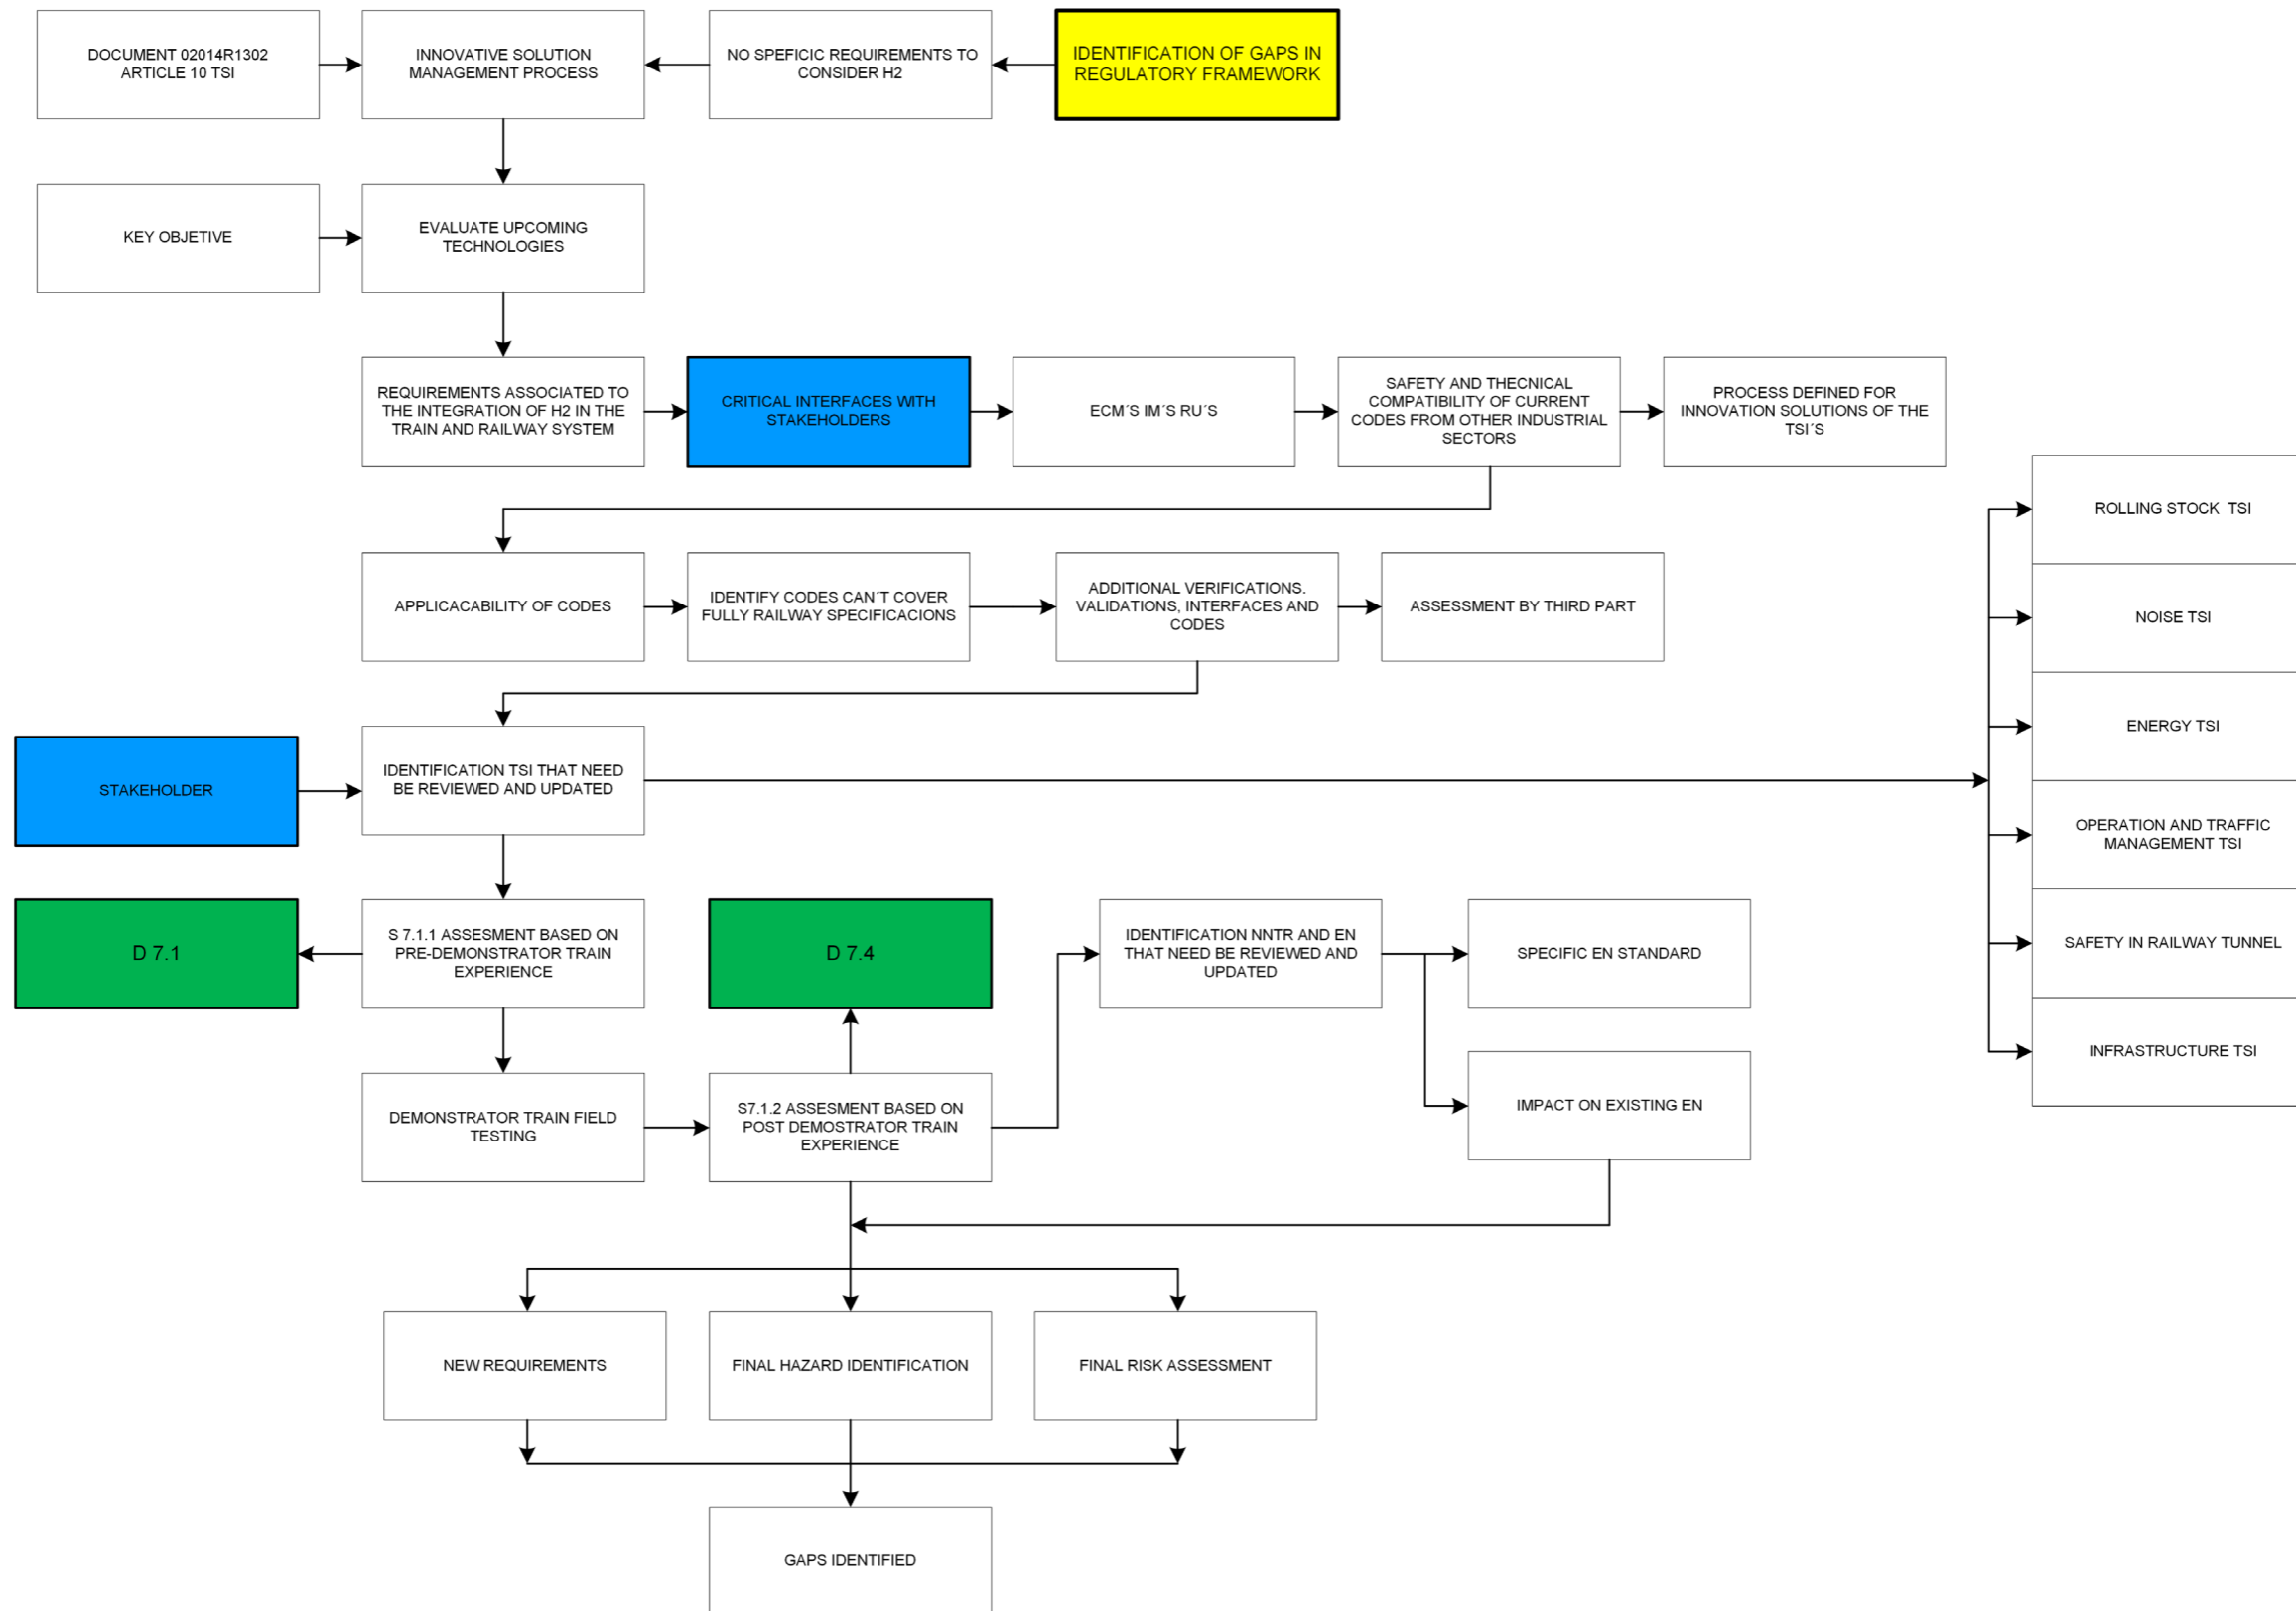 DOCUMENT 02014R1302
ARTICLE 10 TSI
INNOVATIVE SOLUTION
MANAGEMENT PROCESS
NO SPEFICIC REQUIREMENTS TO
CONSIDER H2
IDENTIFICATION OF GAPS IN
REGULATORY FRAMEWORK
KEY OBJETIVE
EVALUATE UPCOMING
TECHNOLOGIES
REQUIREMENTS ASSOCIATED TO
THE INTEGRATION OF H2 IN THE
TRAIN AND RAILWAY SYSTEM
CRITICAL INTERFACES WITH
STAKEHOLDERS
ECM´S IM´S RU´S
SAFETY AND THECNICAL
COMPATIBILITY OF CURRENT
CODES FROM OTHER INDUSTRIAL
SECTORS
PROCESS DEFINED FOR
INNOVATION SOLUTIONS OF THE
TSI´S
ROLLING STOCK  TSI
NOISE TSI
ENERGY TSI
OPERATION AND TRAFFIC
MANAGEMENT TSI
SAFETY IN RAILWAY TUNNEL
INFRASTRUCTURE TSI
APPLICACABILITY OF CODES
IDENTIFY CODES CAN´T COVER
FULLY RAILWAY SPECIFICACIONS
ADDITIONAL VERIFICATIONS.
VALIDATIONS, INTERFACES AND
CODES
ASSESSMENT BY THIRD PART
STAKEHOLDER
IDENTIFICATION TSI THAT NEED
BE REVIEWED AND UPDATED
D 7.1
S 7.1.1 ASSESMENT BASED ON
PRE-DEMONSTRATOR TRAIN
EXPERIENCE
D 7.4
IDENTIFICATION NNTR AND EN
THAT NEED BE REVIEWED AND
UPDATED
SPECIFIC EN STANDARD
IMPACT ON EXISTING EN
DEMONSTRATOR TRAIN FIELD
TESTING
S7.1.2 ASSESMENT BASED ON
POST DEMOSTRATOR TRAIN
EXPERIENCE
NEW REQUIREMENTS
FINAL HAZARD IDENTIFICATION
FINAL RISK ASSESSMENT
GAPS IDENTIFIED